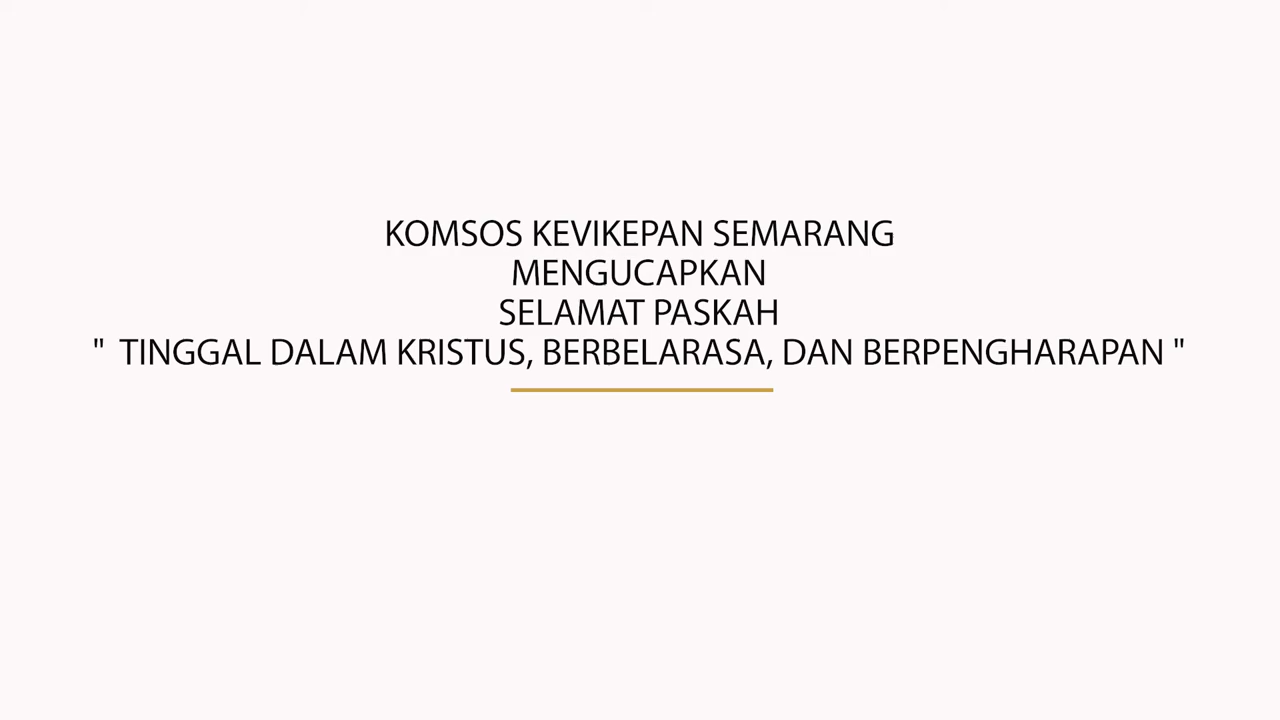 KOMSOS KEVIKEPAN SEMARANG
MENGUCAPKAN
SELAMAT PASKAH
" TINGGAL DALAM KRISTUS, BERBELARASA, DAN BERPENGHARAPAN "